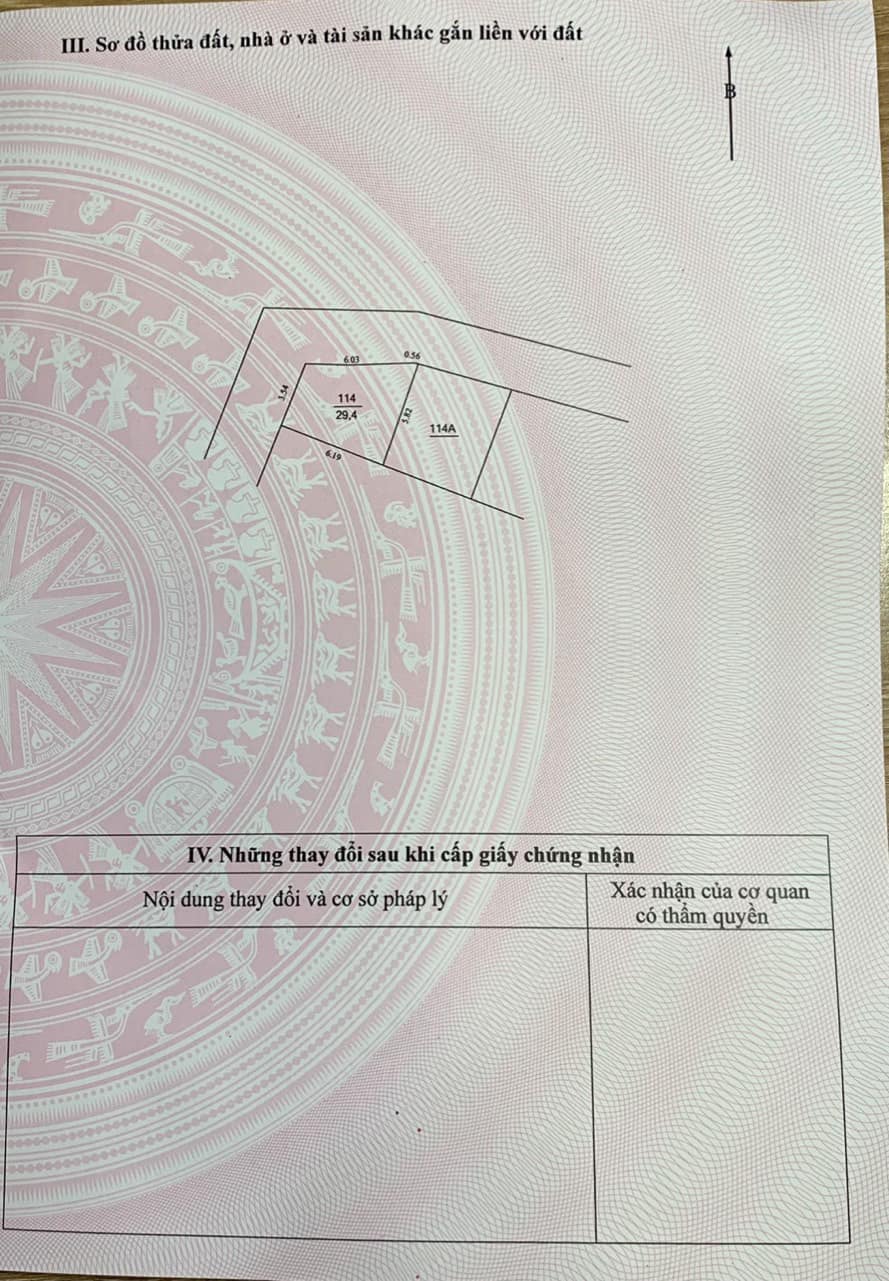 III. Sơ đồ thửa đất, nhà ở và tài sản khác gắn liền với đất
B
6.03
0.56
3.54
114
29,4
5.82
114A
6.19
IV. Những thay đổi sau khi cấp giấy chứng nhận
Nội dung thay đổi và cơ sở pháp lý
Xác nhận của cơ quan
có thẩm quyền